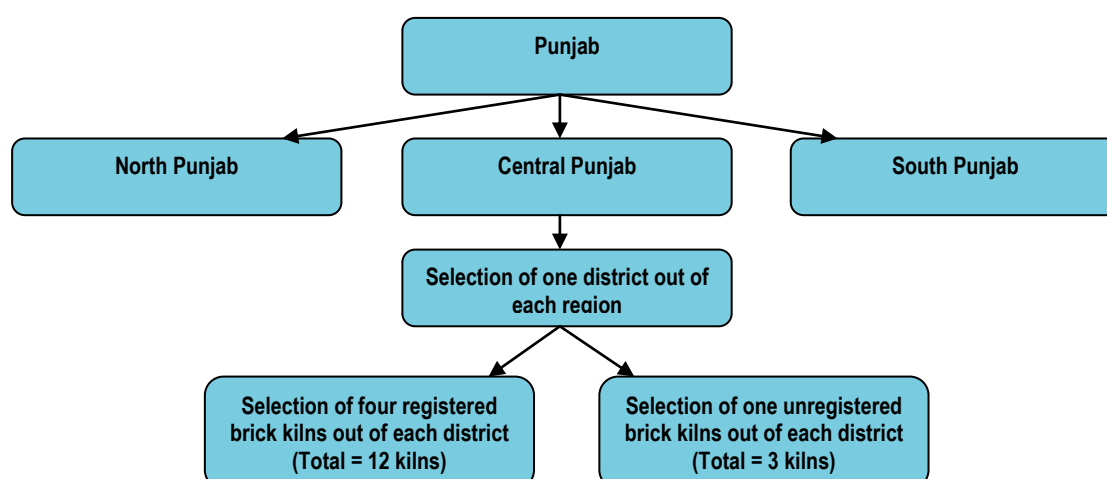 Punjab
North Punjab
Central Punjab
South Punjab
Selection of one district out of
each region
Selection of four registered
brick kilns out of each district
(Total = 12 kilns)
Selection of one unregistered
brick kilns out of each district
(Total = 3 kilns)